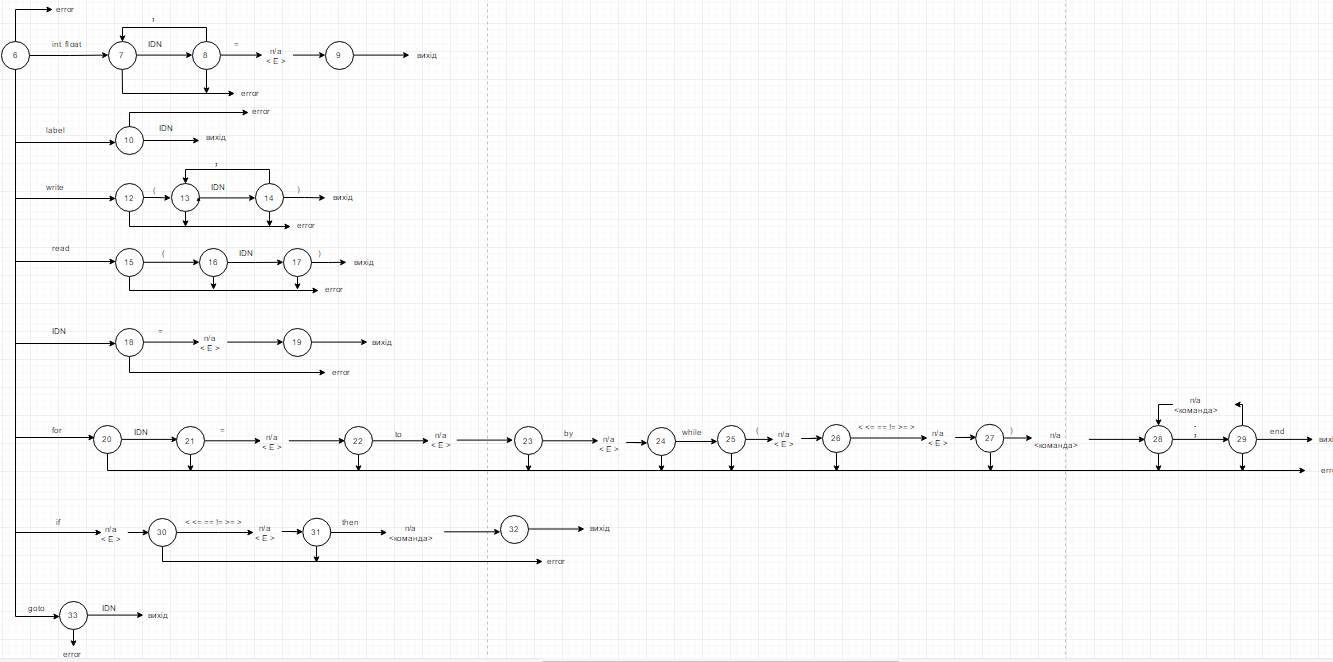 error
,
int float
IDN
=
6
7
8
п/а
< E >
9
вихід
error
error
label
IDN
10
вихід
,
write
(
IDN
)
12
13
14
вихід
error
read
(
IDN
)
15
16
17
вихід
error
IDN
=
18
п/а
< E >
19
вихід
error
п/а
<команда>
for
IDN
=
to
by
while
(
< <= == != >= >
)
;
end
20
21
п/а
< E >
22
п/а
< E >
23
п/а
< E >
24
25
п/а
< E >
26
п/а
< E >
27
п/а
<команда>
28
29
вихі
err
if
< <= == != >= >
then
п/а
< E >
30
п/а
< E >
31
п/а
<команда>
32
вихід
error
goto
IDN
33
вихід
error